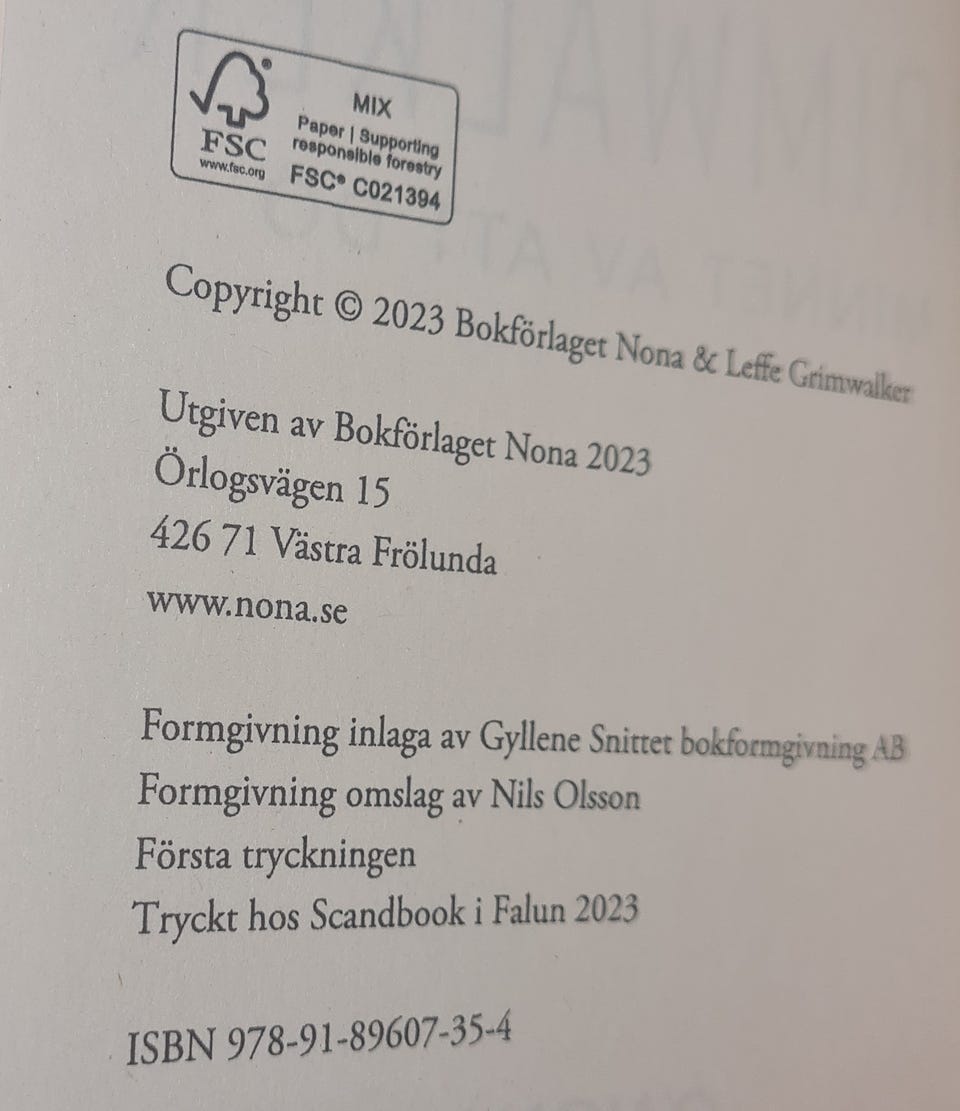 FSC
www.fsc.org
MIX
Paper | Supporting
responsible forestry
FSC® C021394
Copyright © 2023 Bokförlaget Nona & Leffe Grimwalker
Utgiven av Bokförlaget Nona 2023
Örlogsvägen 15
426 71 Västra Frölunda
www.nona.se
Formgivning inlaga av Gyllene Snittet bokformgivning AB
Formgivning omslag av Nils Olsson
Första tryckningen
Tryckt hos Scandbook i Falun 2023
ISBN 978-91-89607-35-4